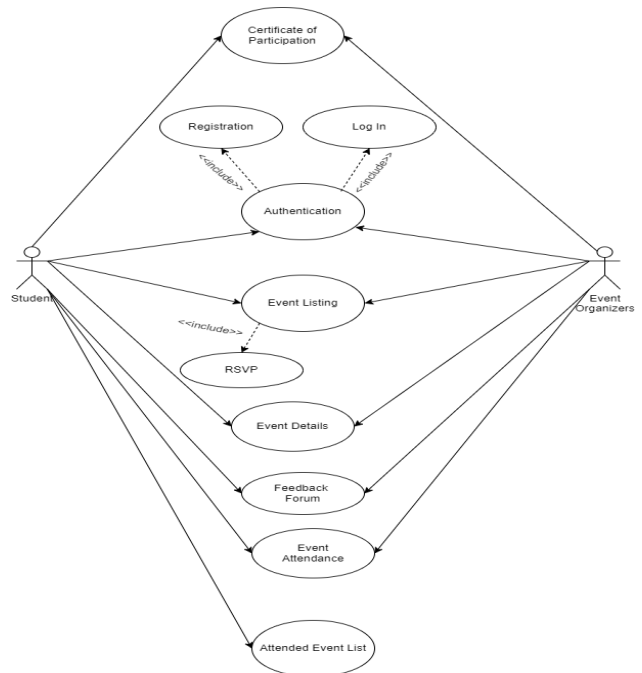 Certificate of
Participation
Registration
Log In
<<include>>
<<include>>
Authentication
Student
Event Listing
Event
Organizers
<<include>>
RSVP
Event Details
Feedback
Forum
Event
Attendance
Attended Event List